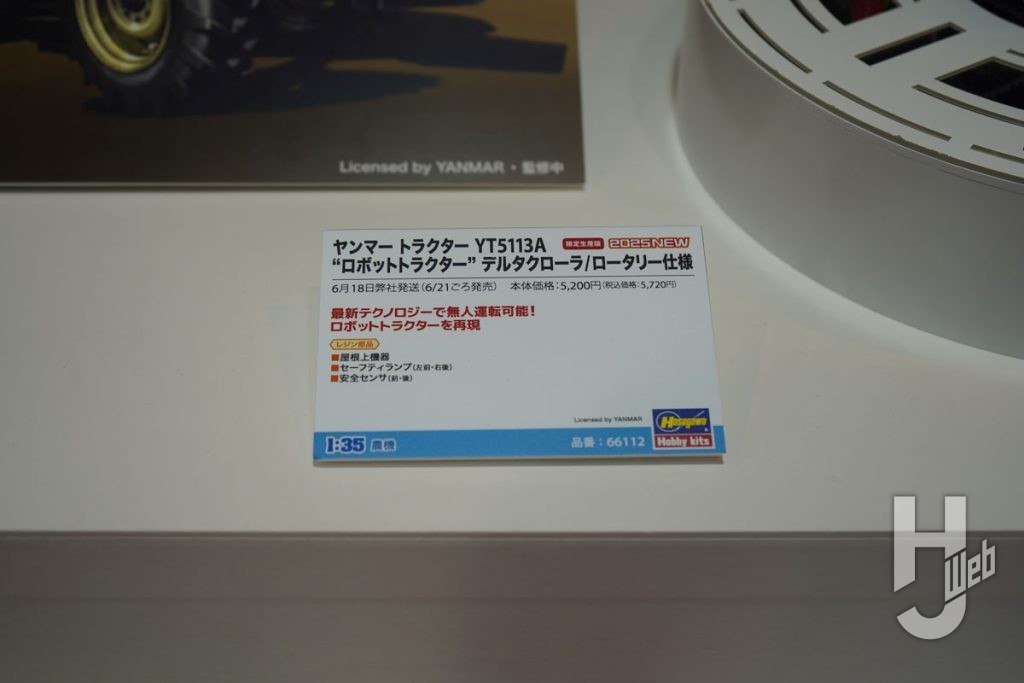 Licensed by YANMAR・監修中
ヤンマー トラクター YT5113A 限定生産版 2025NEW
“ロボットトラクター” デルタクローラ/ロータリー仕様
6月18日弊社発送(6/21ごろ発売) 本体価格:5,200円(税込価格:5,720円)
最新テクノロジーで無人運転可能!
ロボットトラクターを再現
レジン部品
■屋根上機器
■セーフティランプ(左前・右後)
■安全センサ(前・後)
Licensed by YANMAR
1:35 農機
品番:66112
Hasegawa
Hobby kits
HJ Web